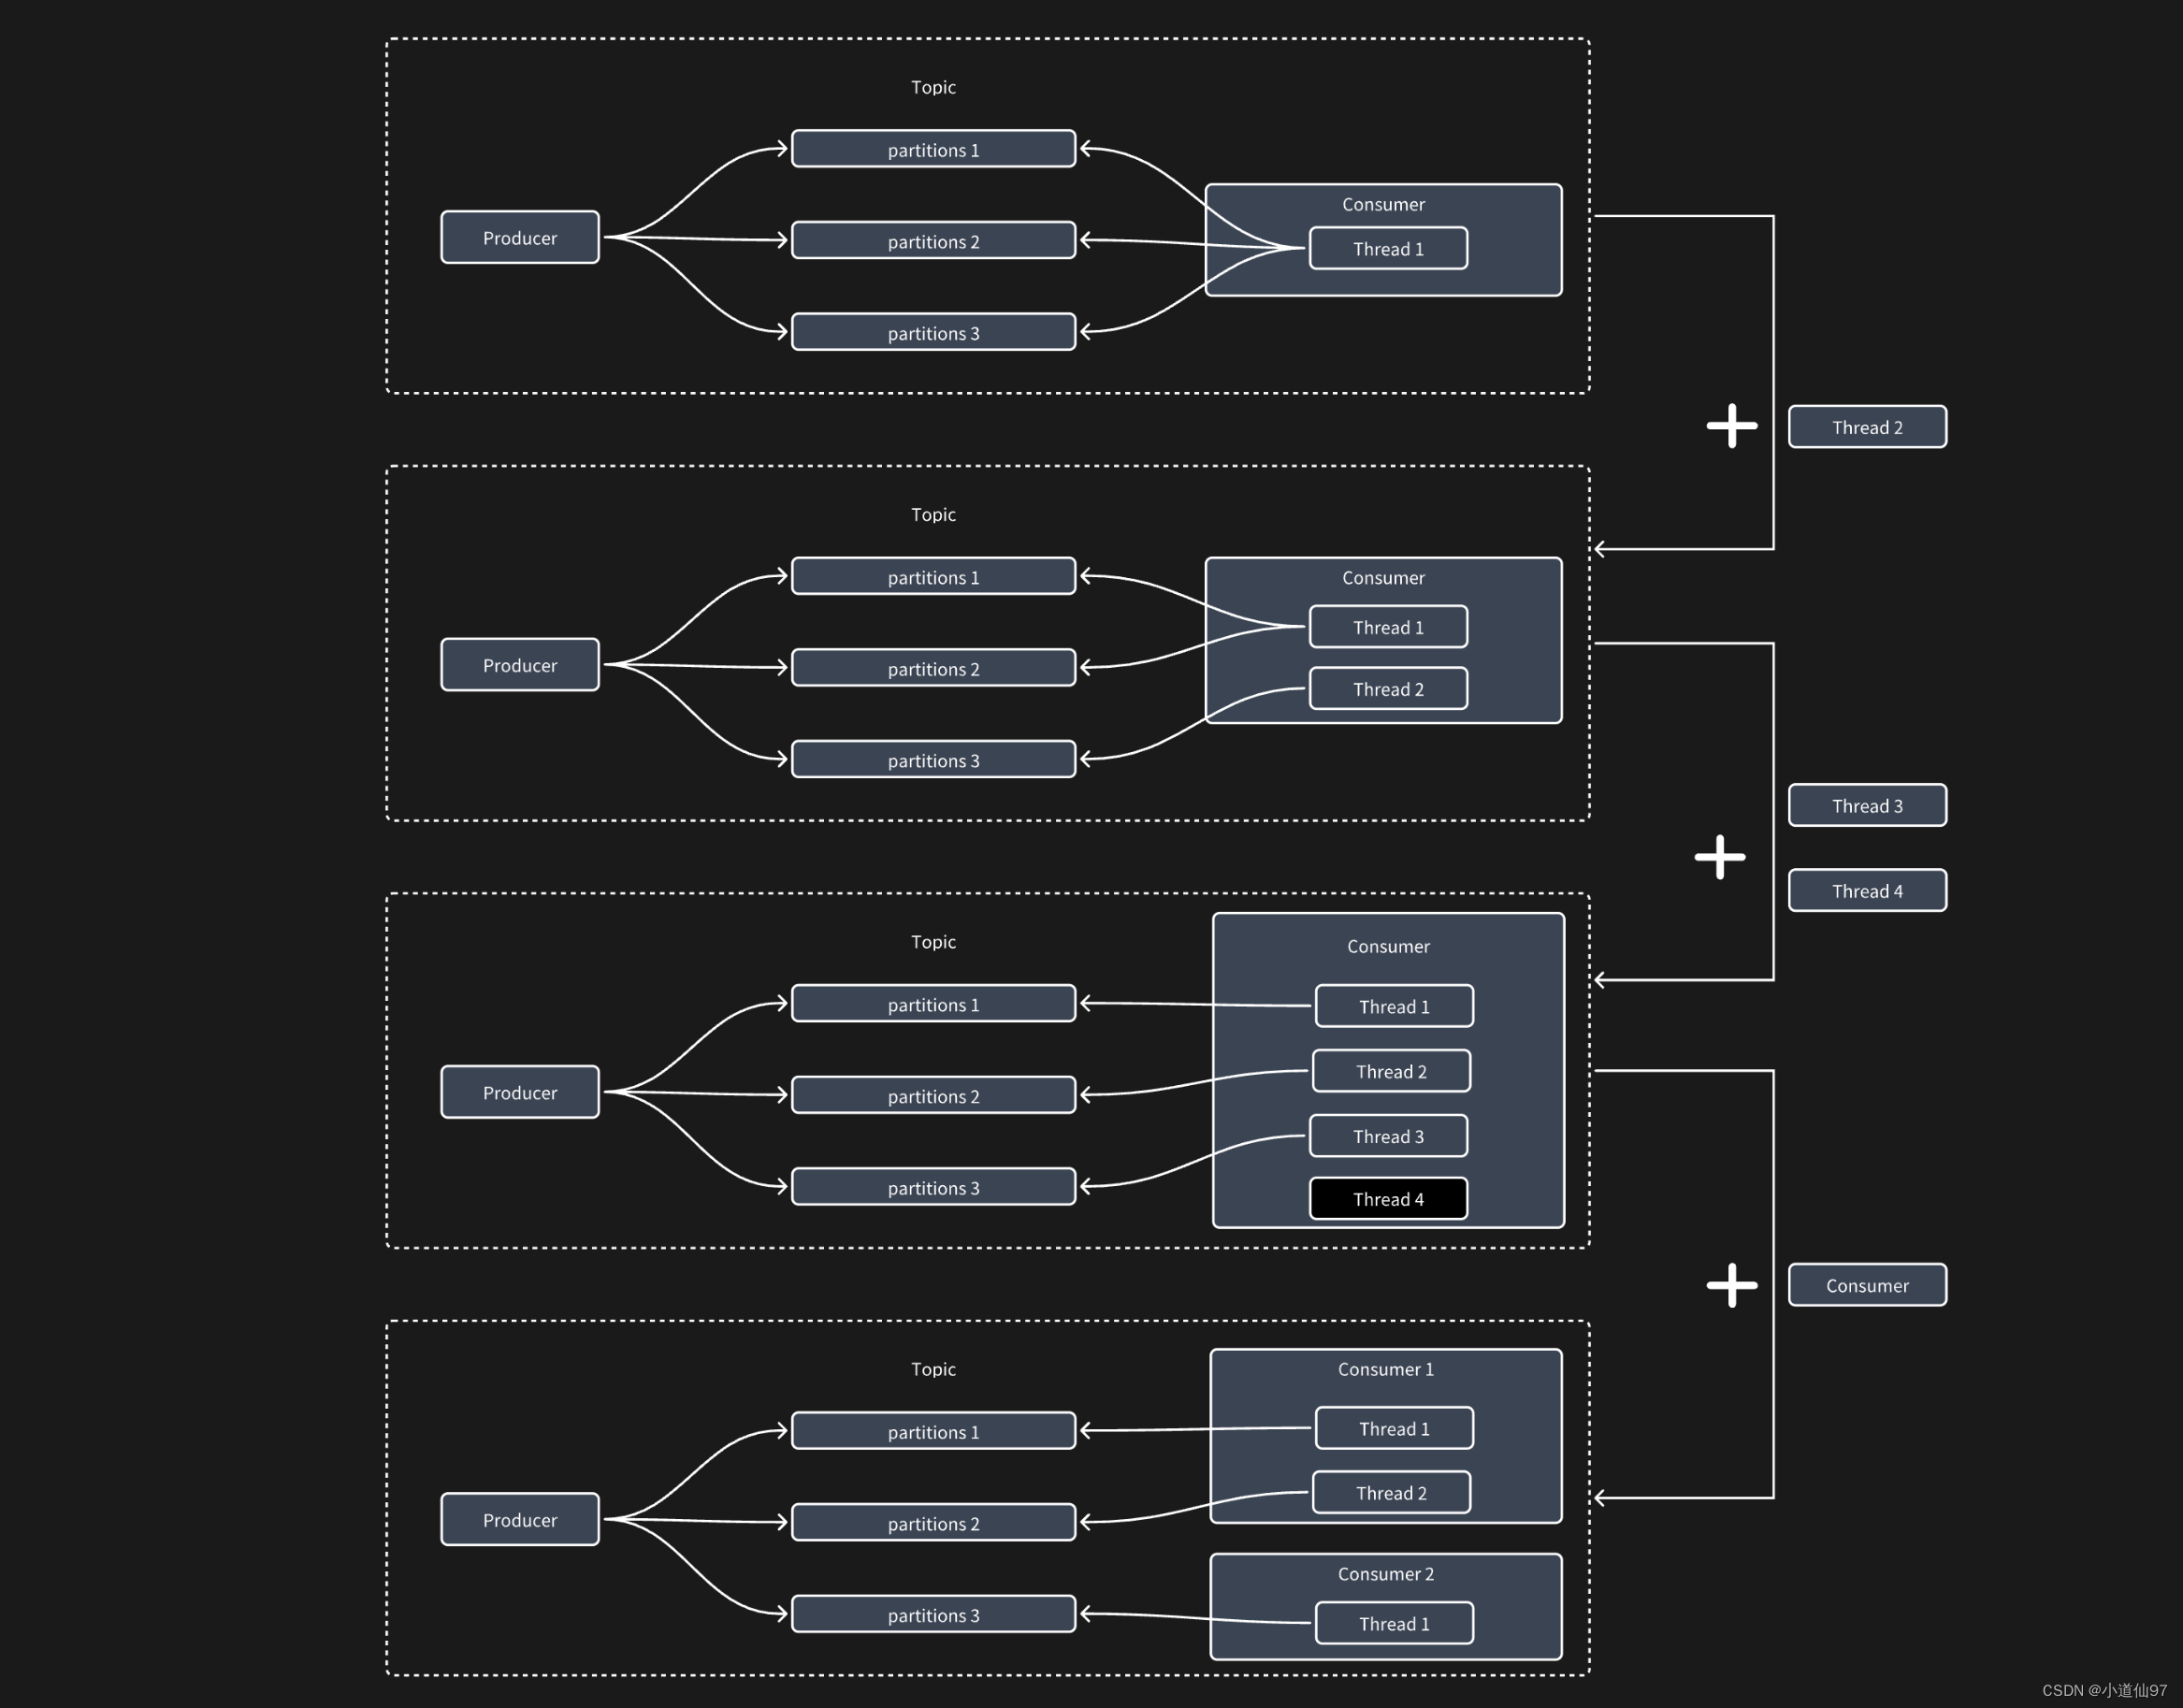 Topic
partitions 1
Consumer
Producer
partitions 2
Thread 1
partitions 3
Thread 2
Topic
partitions 1
Consumer
Thread 1
Producer
partitions 2
Thread 2
partitions 3
Thread 3
Thread 4
Topic
Consumer
partitions 1
Thread 1
Thread 2
Producer
partitions 2
Thread 3
partitions 3
Thread 4
Consumer
Topic
Consumer 1
partitions 1
Thread 1
Thread 2
Producer
partitions 2
Consumer 2
partitions 3
Thread 1
CSDN @小道仙97